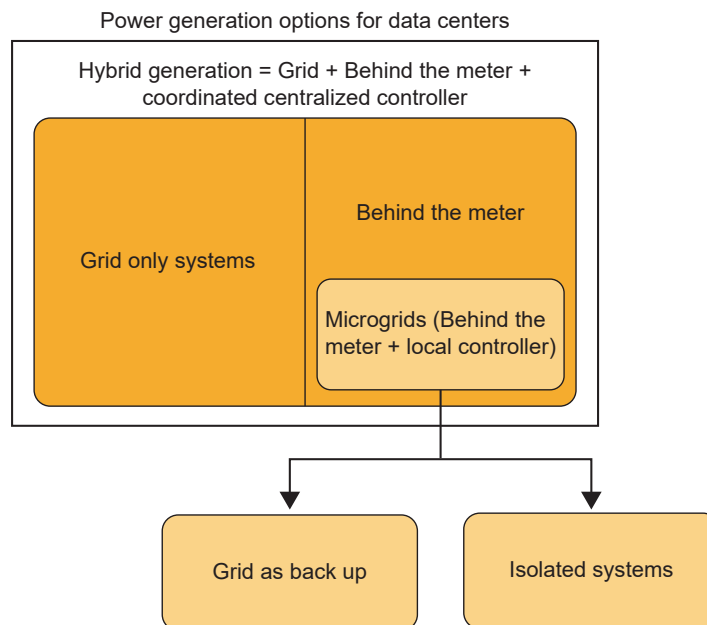 Power generation options for data centers
Hybrid generation = Grid + Behind the meter +
coordinated centralized controller
Grid only systems
Behind the meter
Microgrids (Behind the
meter + local controller)
Grid as back up
Isolated systems